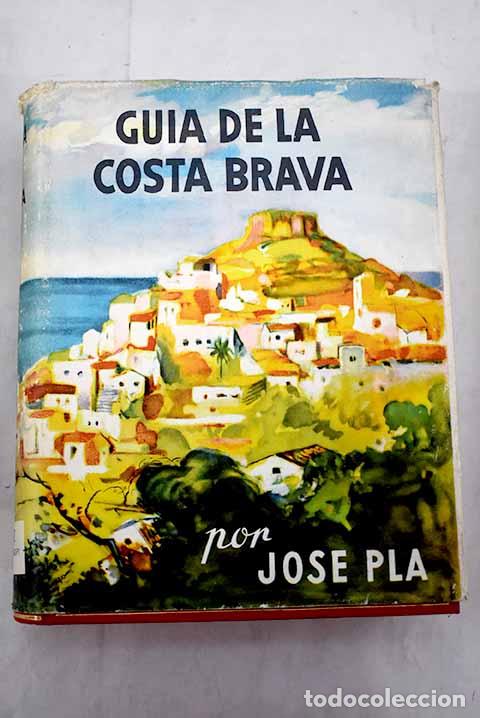 GUIA DE LA
COSTA BRAVA
por
JOSE PLA
todocoleccion